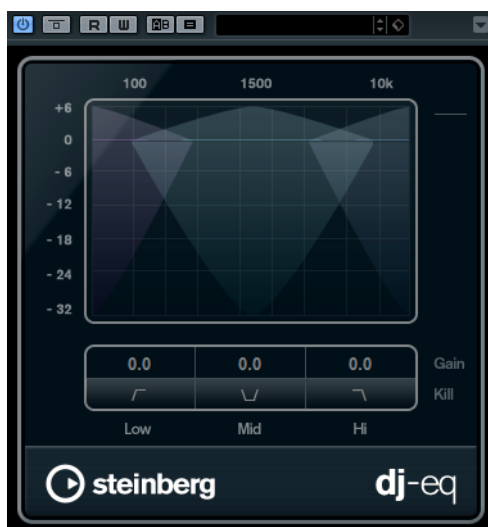 R W A B
100 1500 10k
+6
0
- 6
- 12
- 18
- 24
- 32
0.0 0.0 0.0 Gain
Kill
Low Mid Hi
steinberg dj-eq